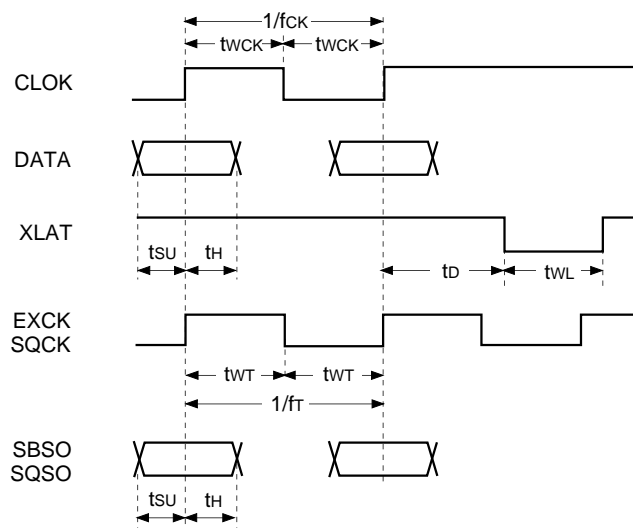 1/fCK
tWCK tWCK
CLOK
DATA
XLAT
tSU tH
tD tWL
EXCK
SQCK
tWT tWT
1/fT
SBSO
SQSO
tSU tH